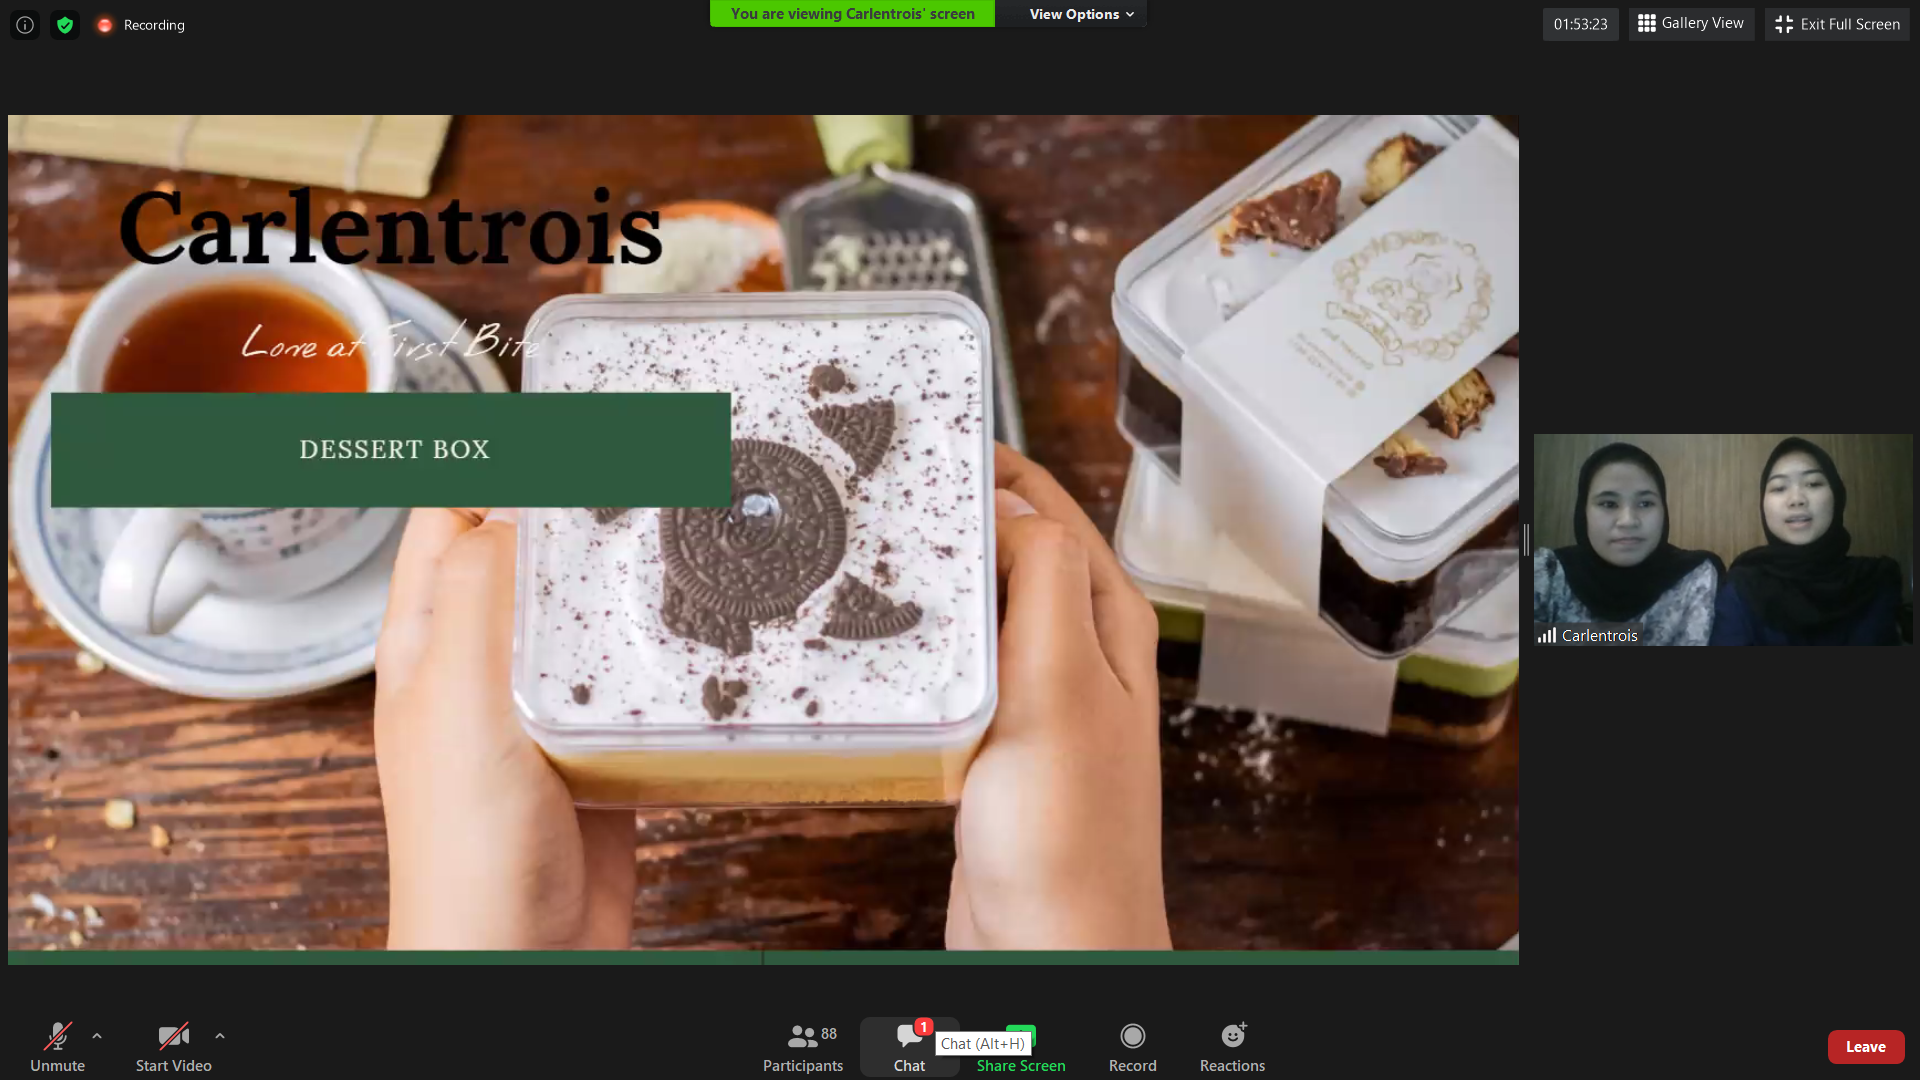 Recording
You are viewing Carlentrois' screen
View Options
01:53:23
Gallery View
Exit Full Screen
Carlentrois
Love at First Bite
DESSERT BOX
Carlentrois
Unmute
Start Video
88
Participants
1
Chat
Chat (Alt+H)
Share Screen
Record
Reactions
Leave